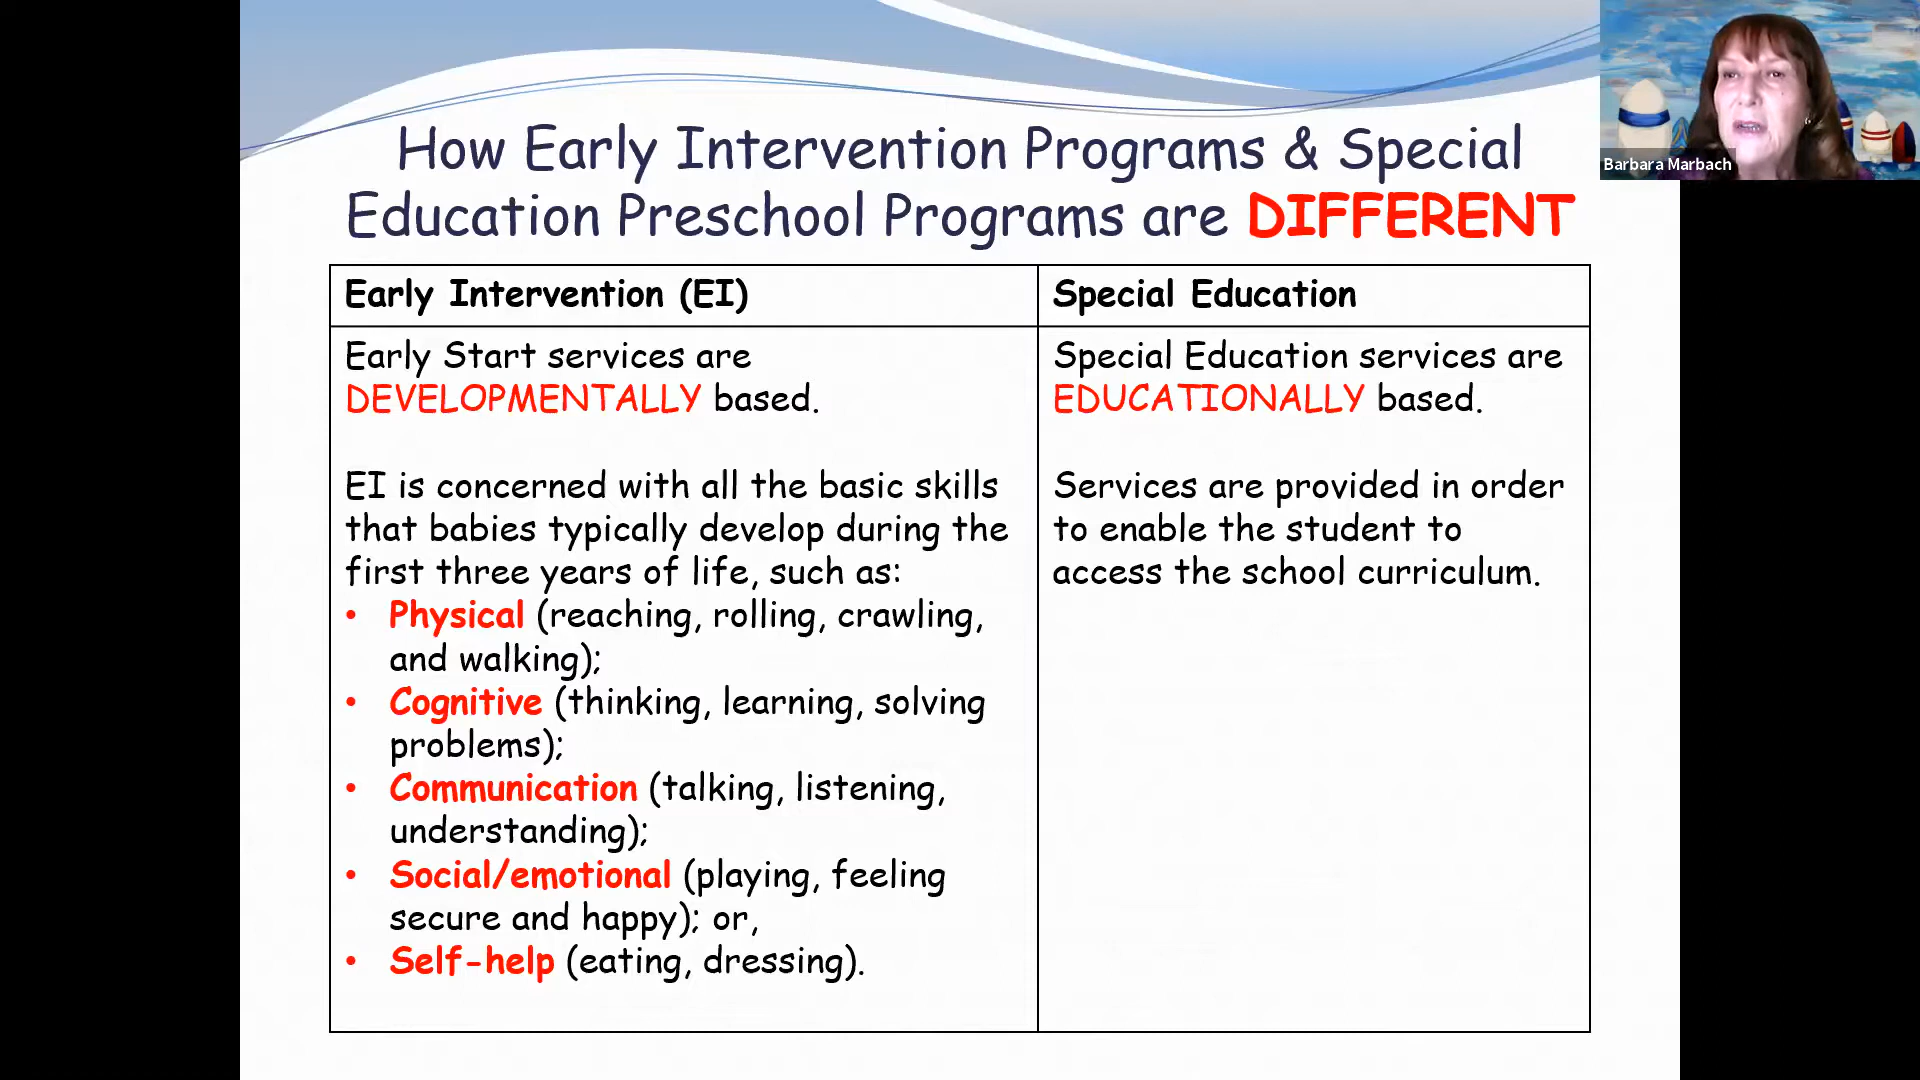 How Early Intervention Programs & Special
Education Preschool Programs are DIFFERENT
Barbara Marbach
Early Intervention (EI)
Special Education
Early Start services are
DEVELOPMENTALLY based.
EI is concerned with all the basic skills
that babies typically develop during the
first three years of life, such as:
• Physical (reaching, rolling, crawling,
and walking);
• Cognitive (thinking, learning, solving
problems);
• Communication (talking, listening,
understanding);
• Social/emotional (playing, feeling
secure and happy); or,
• Self-help (eating, dressing).
Special Education services are
EDUCATIONALLY based.
Services are provided in order
to enable the student to
access the school curriculum.